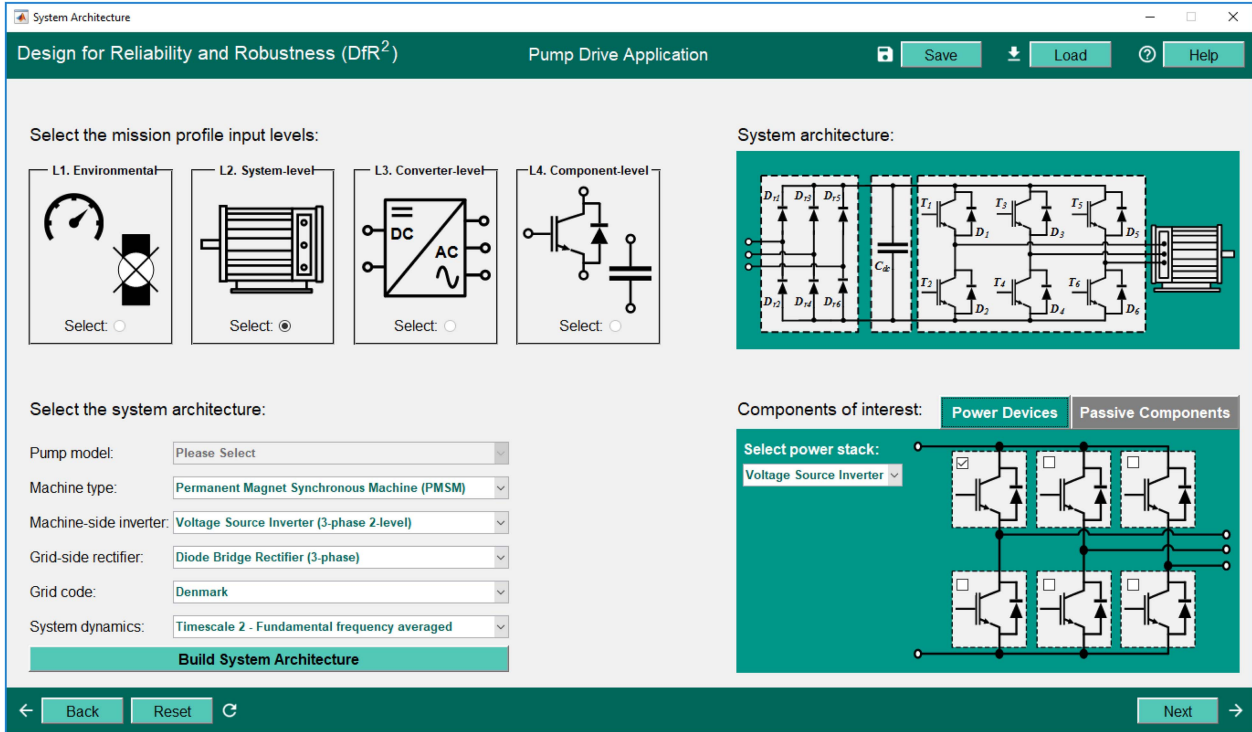 System Architecture
Design for Reliability and Robustness (DfR²)
Pump Drive Application
Save
Load
Help
Select the mission profile input levels:
L1. Environmental
L2. System-level
L3. Converter-level
L4. Component-level
DC
AC
Select:
Select:
Select:
Select:
System architecture:
Dr1 Dr3 Dr5
T1 T3 T5
D1 D3 D5
Cdc
Dr2 Dr4 Dr6
T2 T4 T6
D2 D4 D6
Select the system architecture:
Pump model: Please Select
Machine type: Permanent Magnet Synchronous Machine (PMSM)
Machine-side inverter: Voltage Source Inverter (3-phase 2-level)
Grid-side rectifier: Diode Bridge Rectifier (3-phase)
Grid code: Denmark
System dynamics: Timescale 2 - Fundamental frequency averaged
Build System Architecture
Components of interest:
Power Devices
Passive Components
Select power stack:
Voltage Source Inverter
Back
Reset
Next